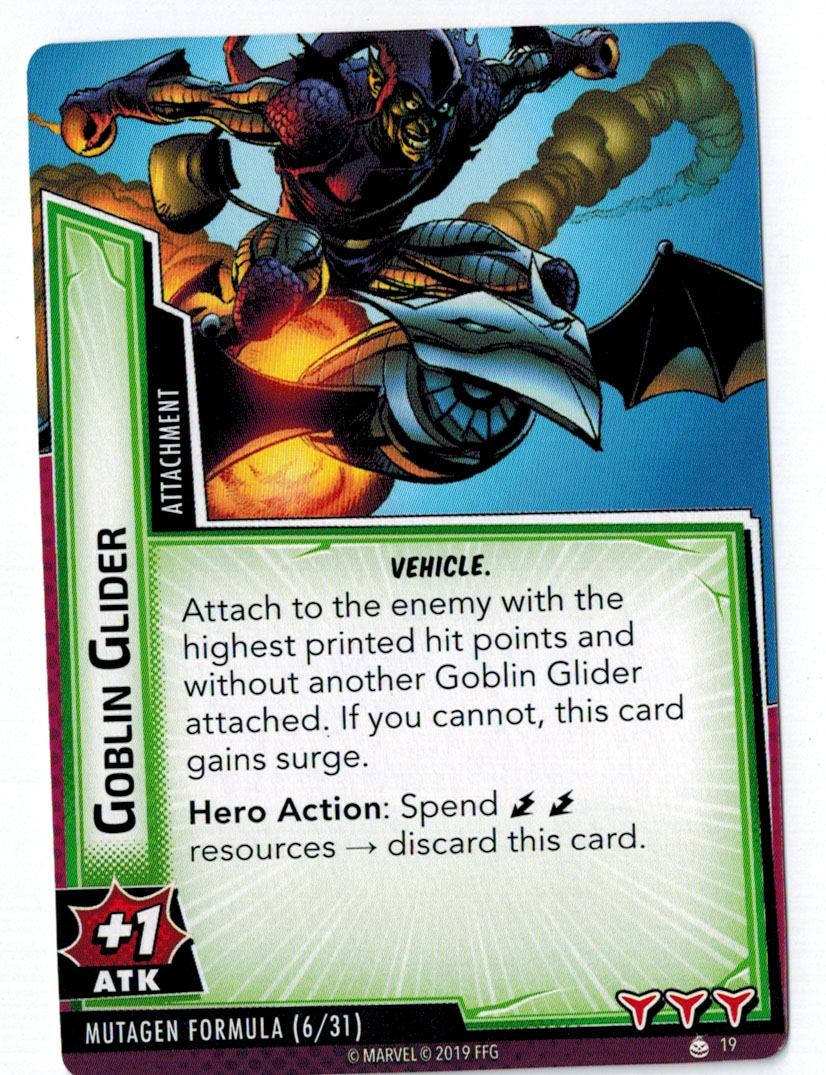 ATTACHMENT
GOBLIN GLIDER
VEHICLE.
Attach to the enemy with the
highest printed hit points and
without another Goblin Glider
attached. If you cannot, this card
gains surge.
Hero Action: Spend
resources → discard this card.
+1
ATK
MUTAGEN FORMULA (6/31)
© MARVEL © 2019 FFG
19